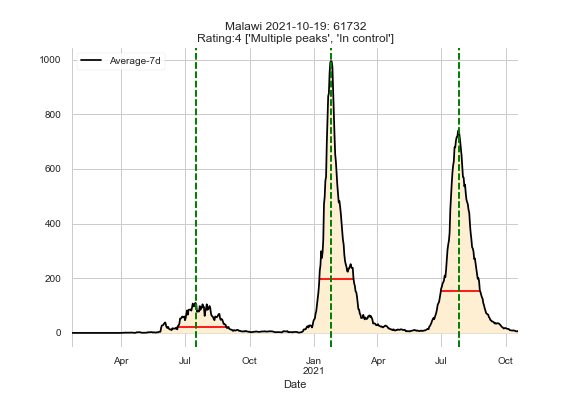 Malawi 2021-10-19: 61732
Rating:4 ['Multiple peaks', 'In control']
Average-7d
1000
800
600
400
200
0
Apr Jul Oct Jan Apr Jul Oct
2021
Date